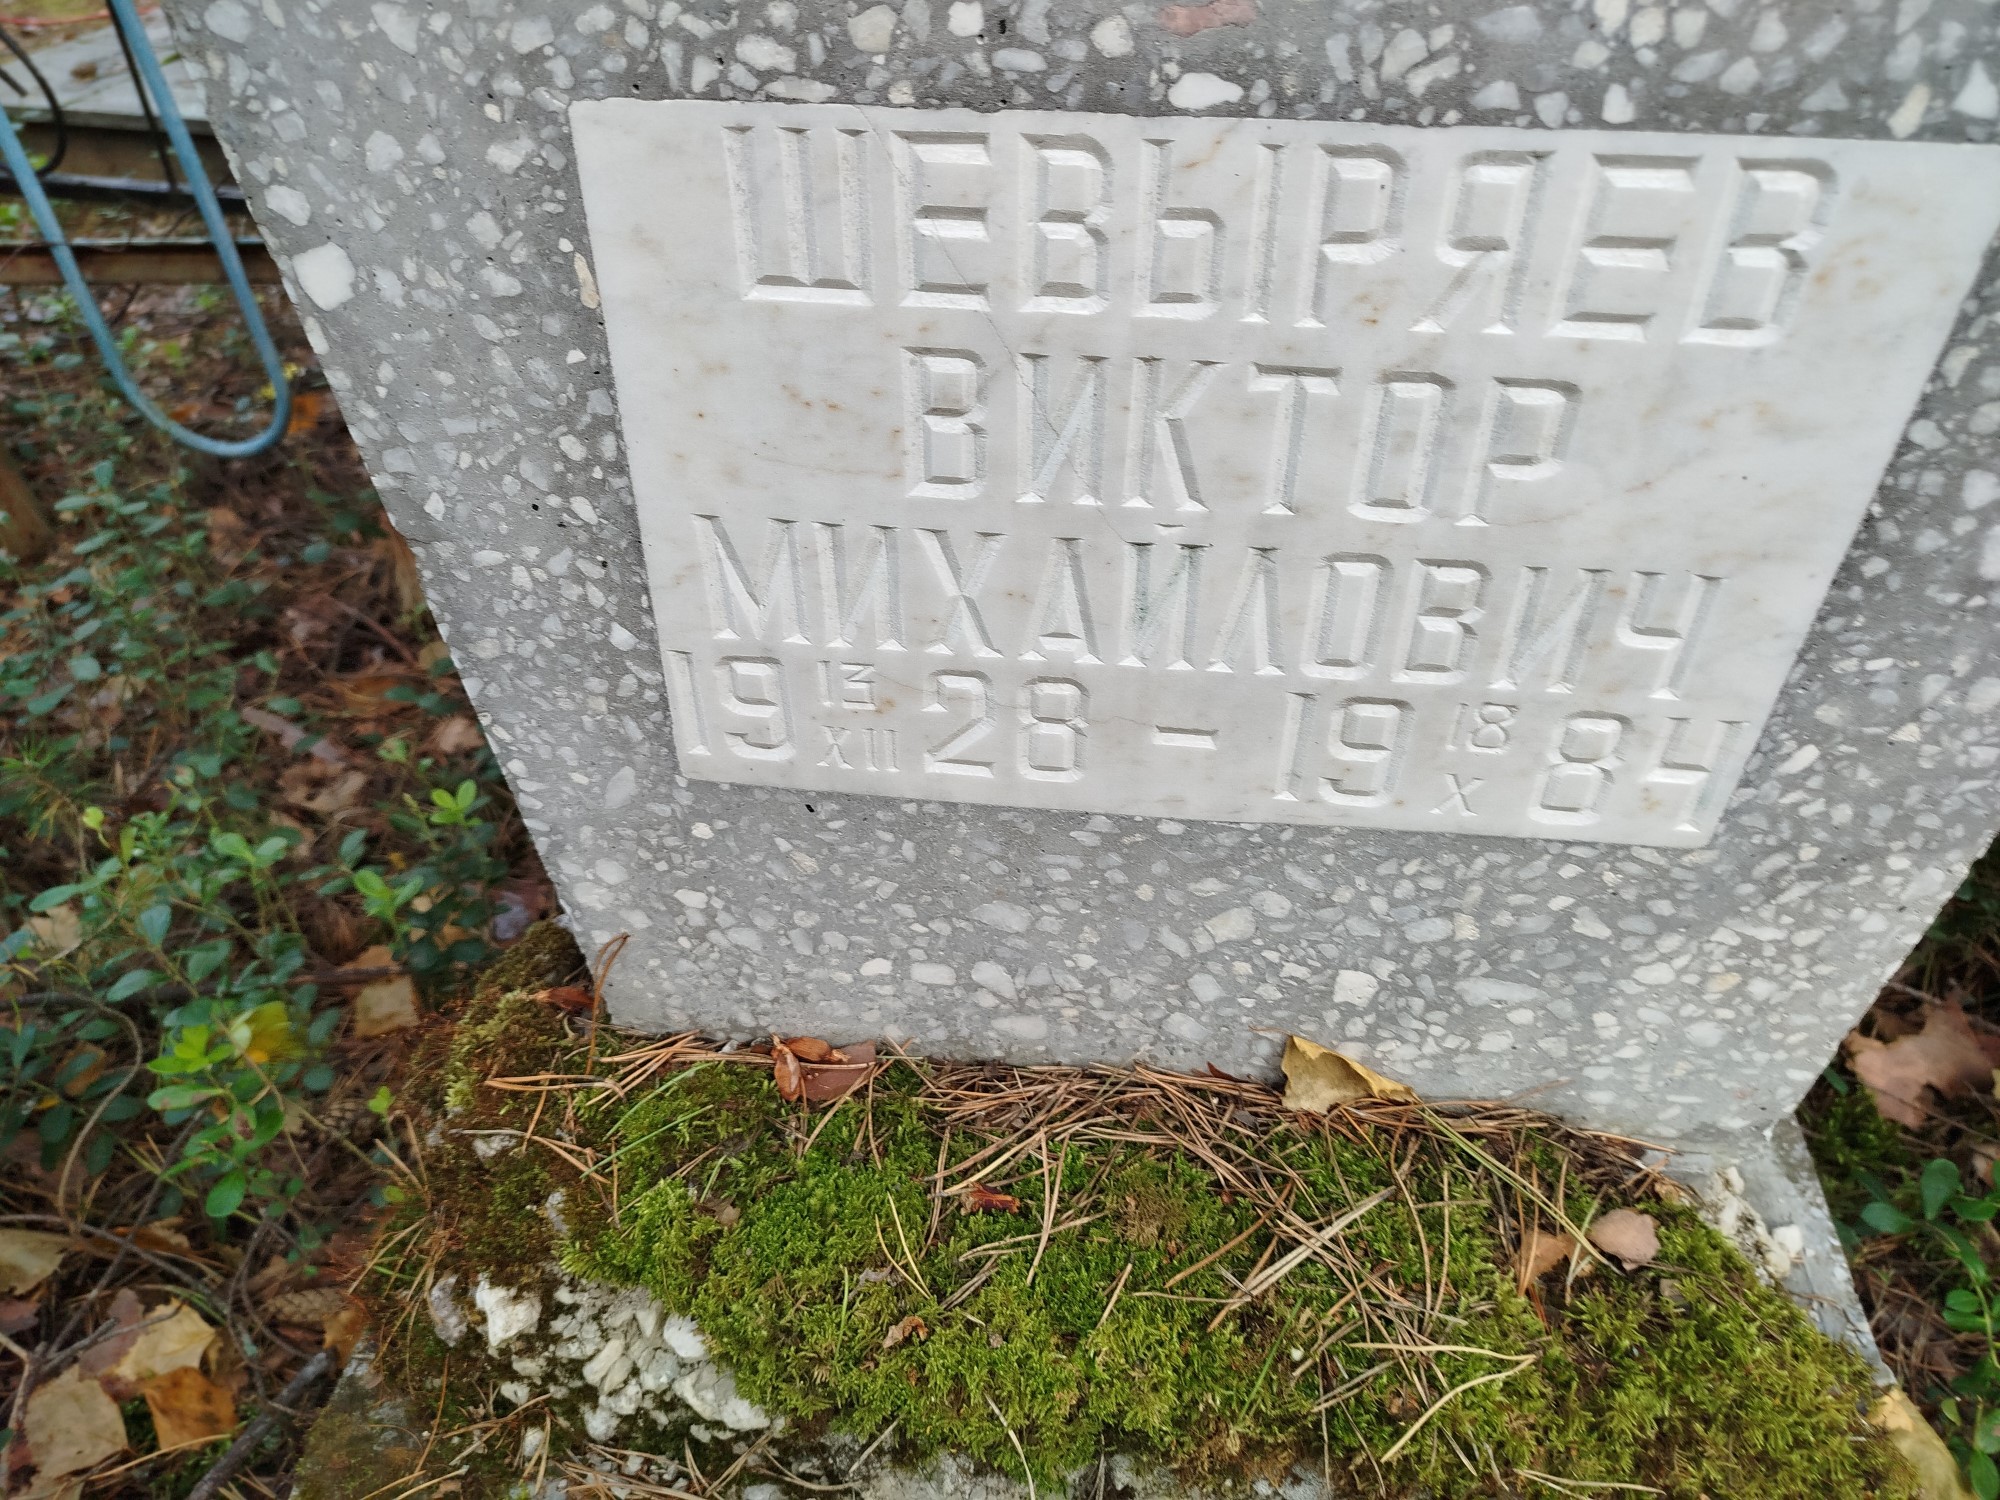 ШЕВЫРЯЕВ
ВИКТОР
МИХАЙЛОВИЧ
19 13/XII 28 - 19 18/X 84